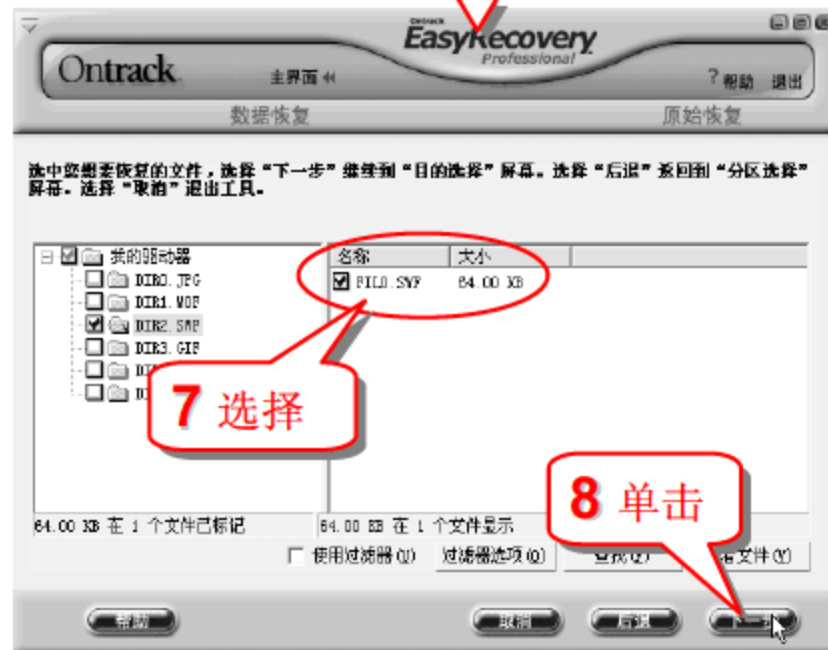 Ontrack
EasyRecovery
Professional
Ontrack
主界面
? 帮助 退出
数据恢复 原始恢复
选中您想要恢复的文件，选择“下一步”继续到“目的选择”屏幕。选择“后退”返回到“分区选择”
屏幕。选择“取消”退出工具。
我的驱动器
DIR0.JPG
DIR1.WOF
DIR2.SWF
DIR3.GIF
名称 大小
FIL0.SWF 64.00 KB
7 选择
8 单击
64.00 KB 在 1 个文件已标记 64.00 KB 在 1 个文件显示
使用过滤器(U) 过滤器选项(O) 文件(V)
帮助 取消 后退 下一步